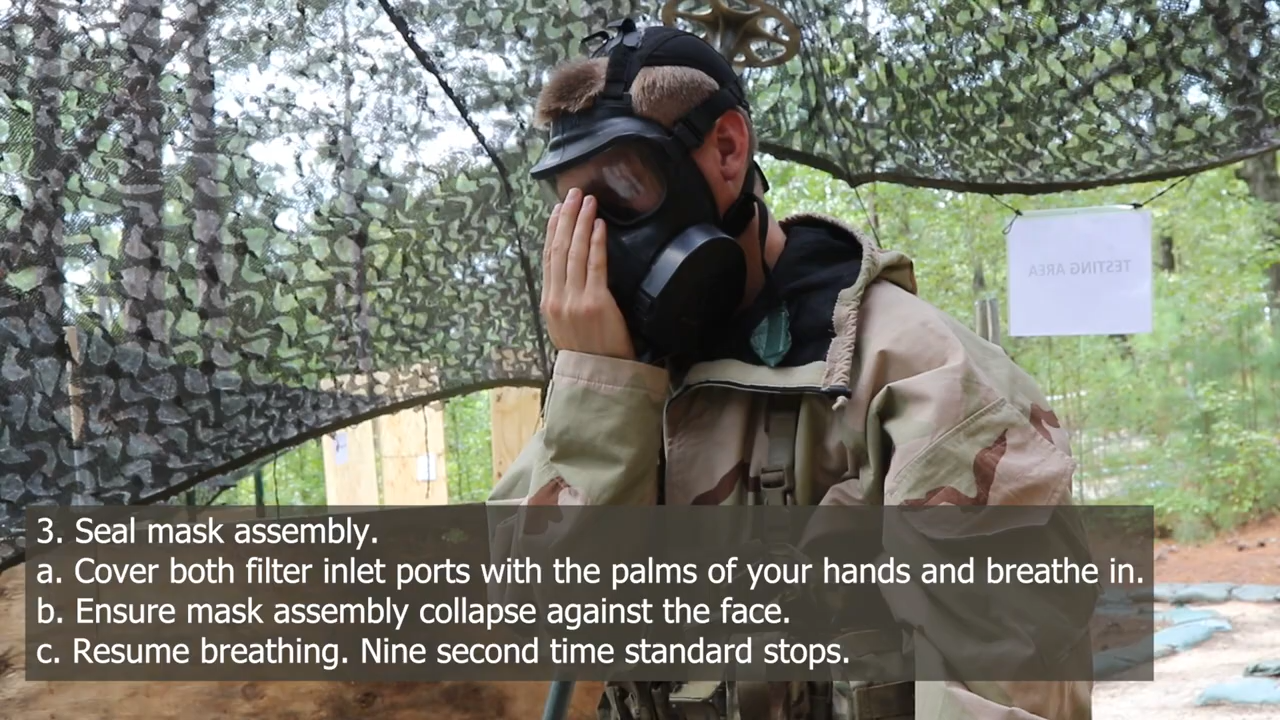 TESTING AREA
3. Seal mask assembly.
a. Cover both filter inlet ports with the palms of your hands and breathe in.
b. Ensure mask assembly collapse against the face.
c. Resume breathing. Nine second time standard stops.